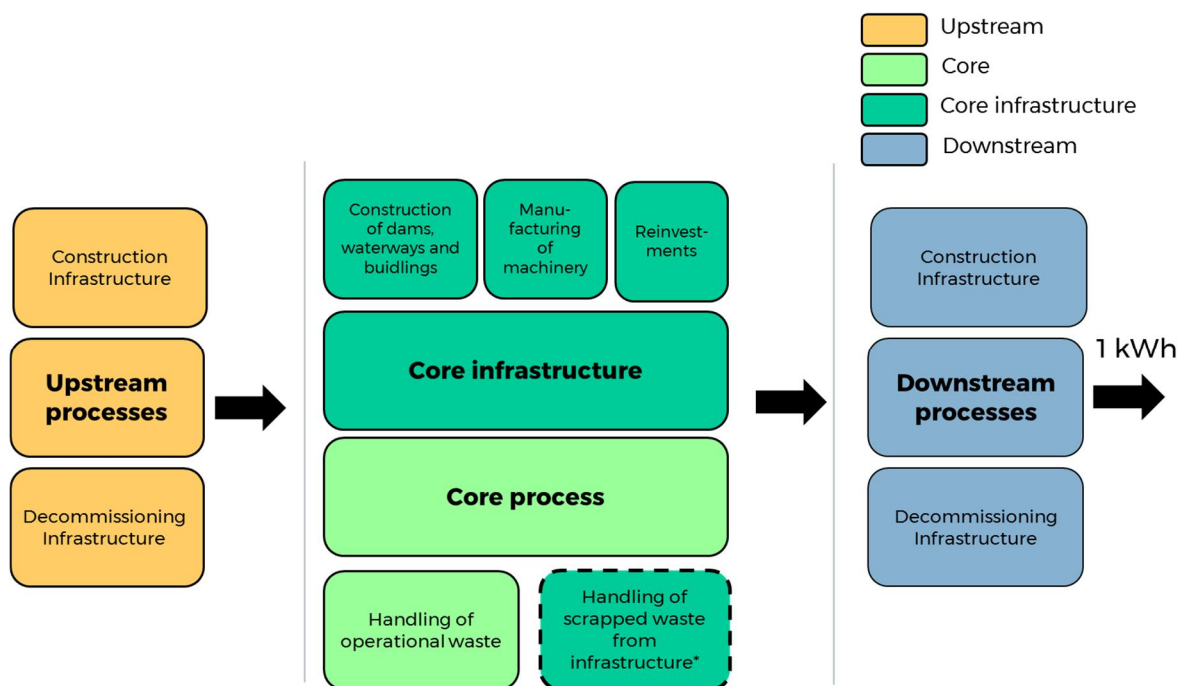 Upstream
Core
Core infrastructure
Downstream
Construction
Infrastructure
Upstream
processes
Decommissioning
Infrastructure
Construction
of dams,
waterways and
buidlings
Manu-
facturing
of
machinery
Reinvest-
ments
Core infrastructure
Core process
Handling of
operational waste
Handling of
scrapped waste
from
infrastructure*
Construction
Infrastructure
Downstream
processes
Decommissioning
Infrastructure
1 kWh